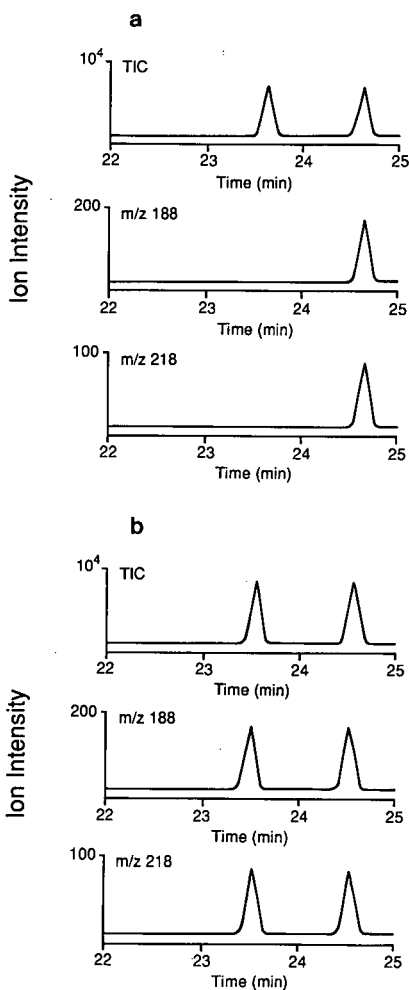 a
10⁴
TIC
22 23 24 25
Time (min)
Ion Intensity
200
m/z 188
22 23 24 25
Time (min)
100
m/z 218
22 23 24 25
Time (min)
b
10⁴
TIC
22 23 24 25
Time (min)
Ion Intensity
200
m/z 188
22 23 24 25
Time (min)
100
m/z 218
22 23 24 25
Time (min)